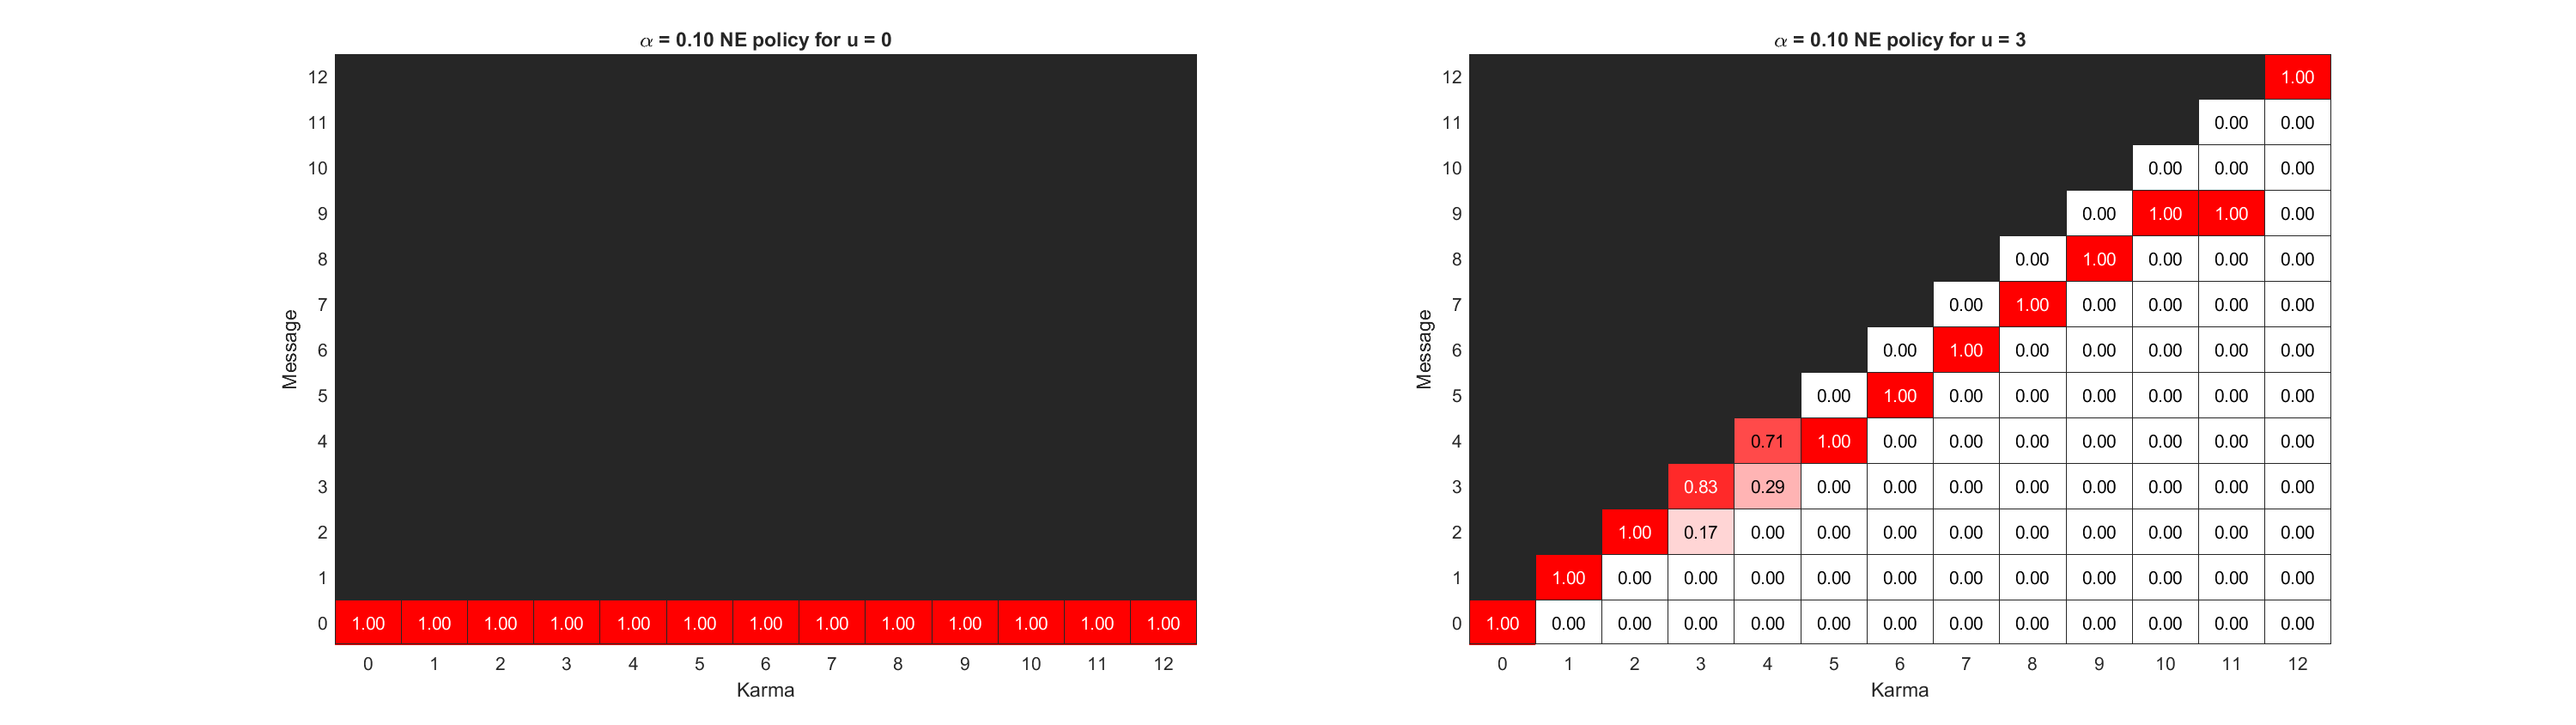 α = 0.10 NE policy for u = 0
12
11
10
9
8
7
6
5
4
3
2
1
0
Message
1.00 1.00 1.00 1.00 1.00 1.00 1.00 1.00 1.00 1.00 1.00 1.00 1.00
0 1 2 3 4 5 6 7 8 9 10 11 12
Karma
α = 0.10 NE policy for u = 3
12 1.00
11 0.00 0.00
10 0.00 0.00 0.00
9 0.00 1.00 1.00 0.00
8 0.00 1.00 0.00 0.00 0.00
7 0.00 1.00 0.00 0.00 0.00 0.00
6 0.00 1.00 0.00 0.00 0.00 0.00 0.00
5 0.00 1.00 0.00 0.00 0.00 0.00 0.00 0.00
4 0.71 1.00 0.00 0.00 0.00 0.00 0.00 0.00 0.00
3 0.83 0.29 0.00 0.00 0.00 0.00 0.00 0.00 0.00 0.00
2 1.00 0.17 0.00 0.00 0.00 0.00 0.00 0.00 0.00 0.00 0.00
1 1.00 0.00 0.00 0.00 0.00 0.00 0.00 0.00 0.00 0.00 0.00 0.00
0 1.00 0.00 0.00 0.00 0.00 0.00 0.00 0.00 0.00 0.00 0.00 0.00 0.00
Message
0 1 2 3 4 5 6 7 8 9 10 11 12
Karma